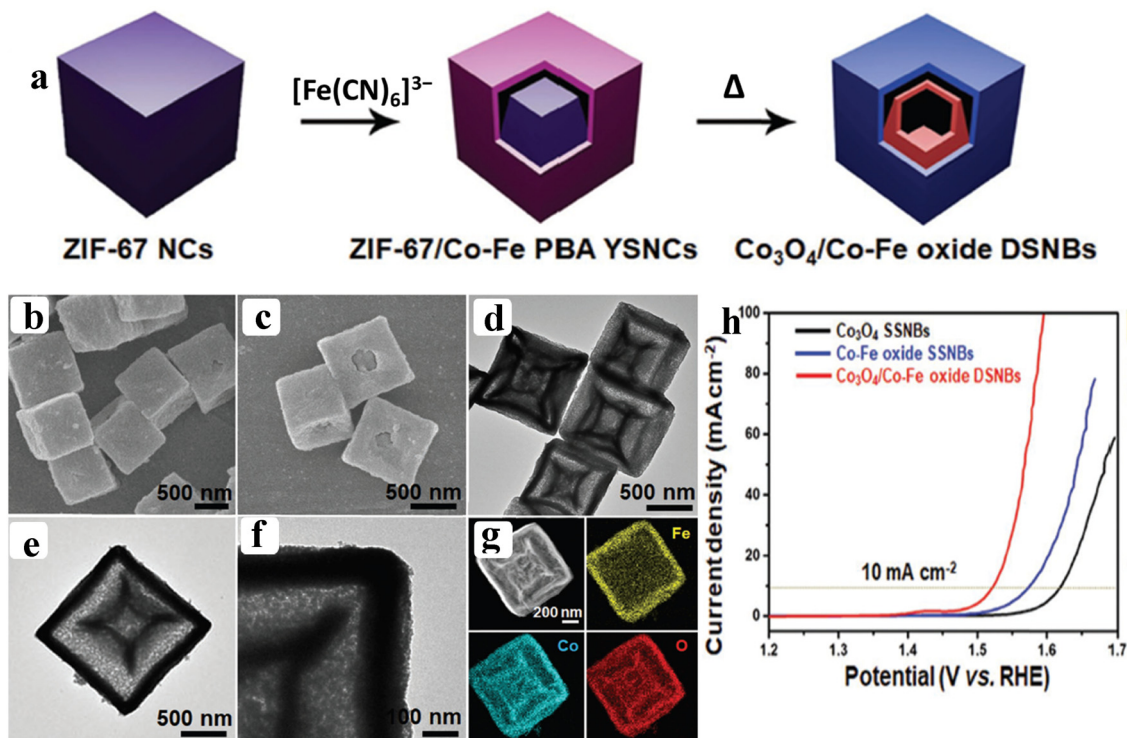 a
[Fe(CN)₆]³⁻
Δ
ZIF-67 NCs
ZIF-67/Co-Fe PBA YSNCs
Co₃O₄/Co-Fe oxide DSNBs
b
500 nm
c
500 nm
d
500 nm
e
500 nm
f
100 nm
g
200 nm
Fe
Co
O
h
Current density (mAcm⁻²)
100
80
60
40
20
0
Co₃O₄ SSNBs
Co-Fe oxide SSNBs
Co₃O₄/Co-Fe oxide DSNBs
10 mA cm⁻²
1.2 1.3 1.4 1.5 1.6 1.7
Potential (V vs. RHE)